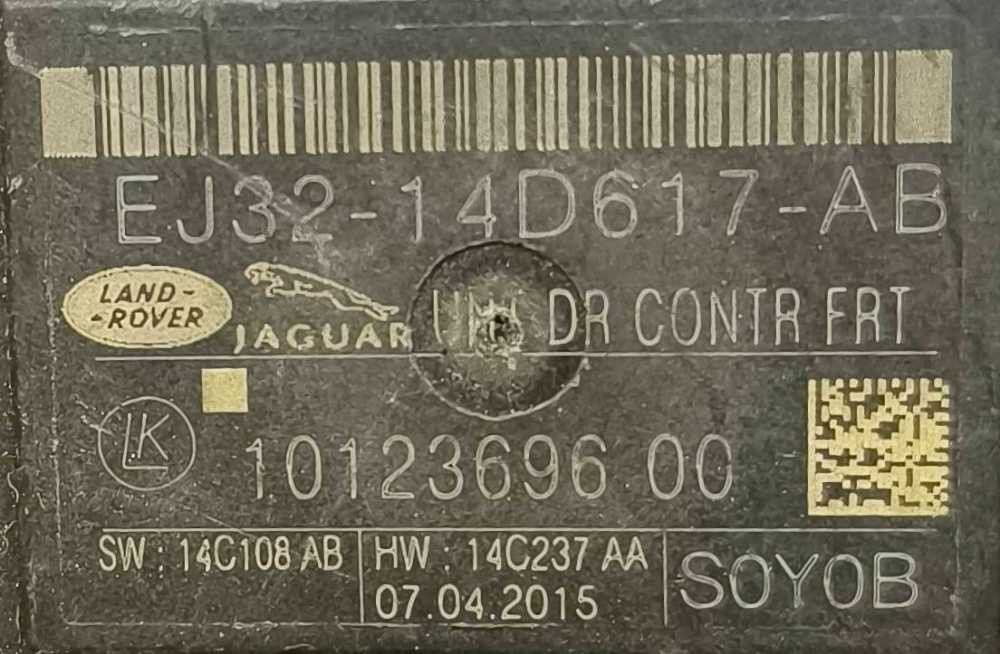 EJ32-14D617-AB
LAND-
-ROVER
JAGUAR
DR CONTR FRT
LK
10123696 00
SW : 14C108 AB
HW : 14C237 AA
07.04.2015
SOYOB